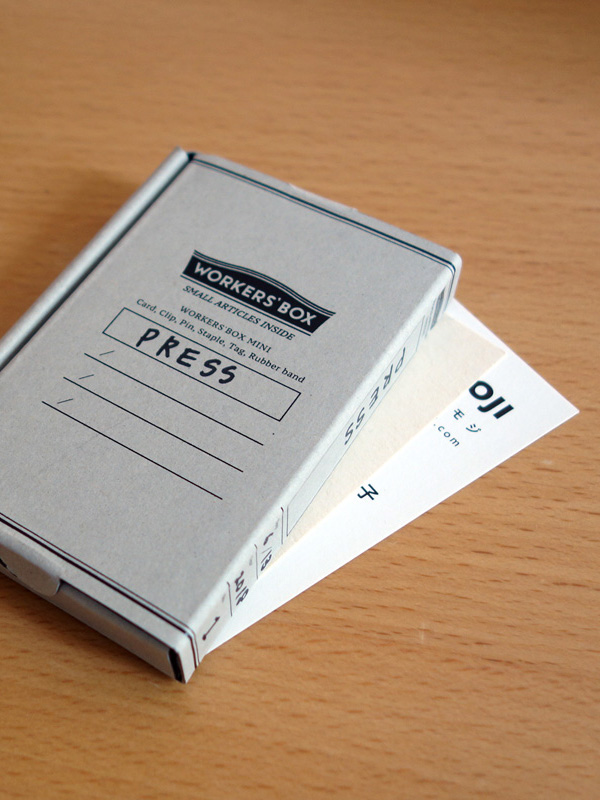 WORKERS' BOX
SMALL ARTICLES INSIDE
WORKERS BOX MINI
Card, Clip, Pin, Staple, Tag, Rubber band
PRESS
PRESS
OJI
モジ
.com
子